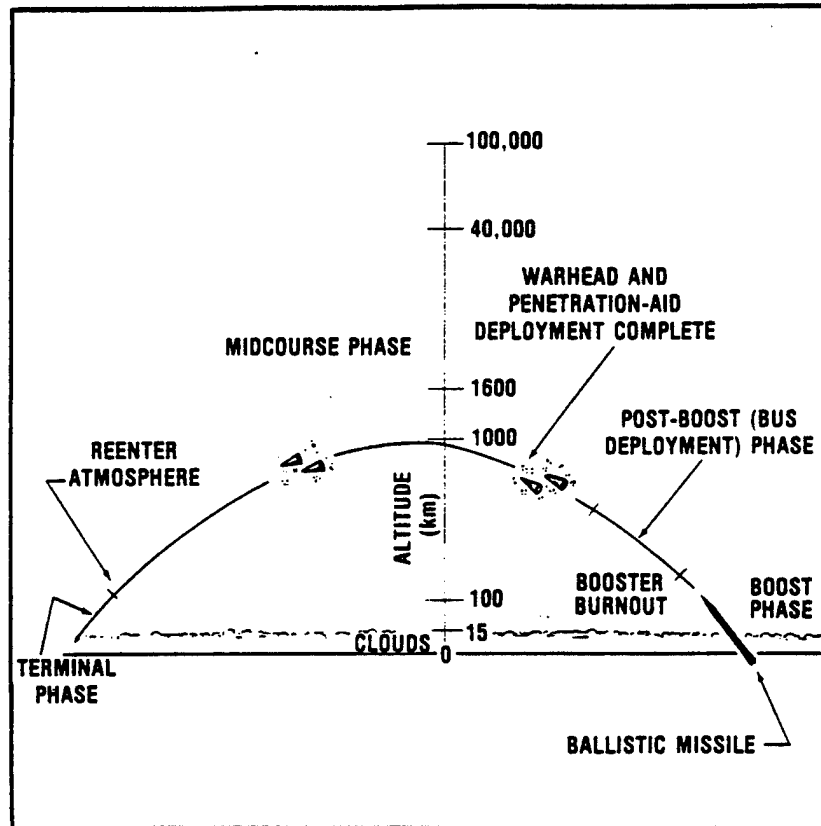 100,000
40,000
WARHEAD AND
PENETRATION-AID
DEPLOYMENT COMPLETE
MIDCOURSE PHASE
1600
1000
POST-BOOST (BUS
DEPLOYMENT) PHASE
REENTER
ATMOSPHERE
ALTITUDE
(km)
BOOSTER
BURNOUT
BOOST
PHASE
100
15
CLOUDS
0
TERMINAL
PHASE
BALLISTIC MISSILE